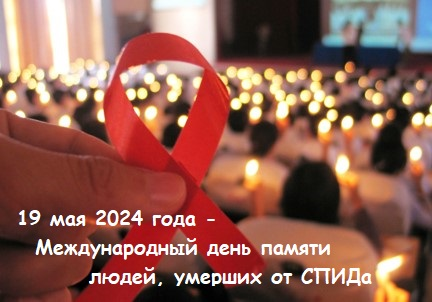 19 мая 2024 года -
Международный день памяти
людей, умерших от СПИДа